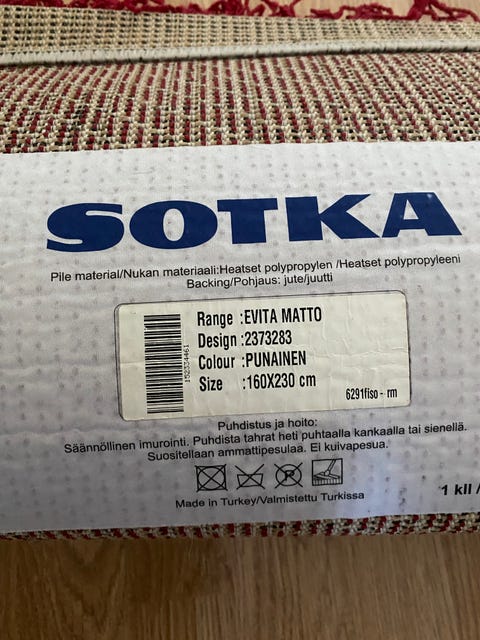 SOTKA
Pile material/Nukan materiaali:Heatset polypropylen /Heatset polypropyleeni
Backing/Pohjaus: jute/juutti
Range :EVITA MATTO
Design :2373283
Colour :PUNAINEN
Size :160X230 cm
152334461
6291fiso - rm
Puhdistus ja hoito:
Säännöllinen imurointi. Puhdista tahrat heti puhtaalla kankaalla tai sienellä.
Suositellaan ammattipesulaa. Ei kuivapesua.
Made in Turkey/Valmistettu Turkissa
1 kll /